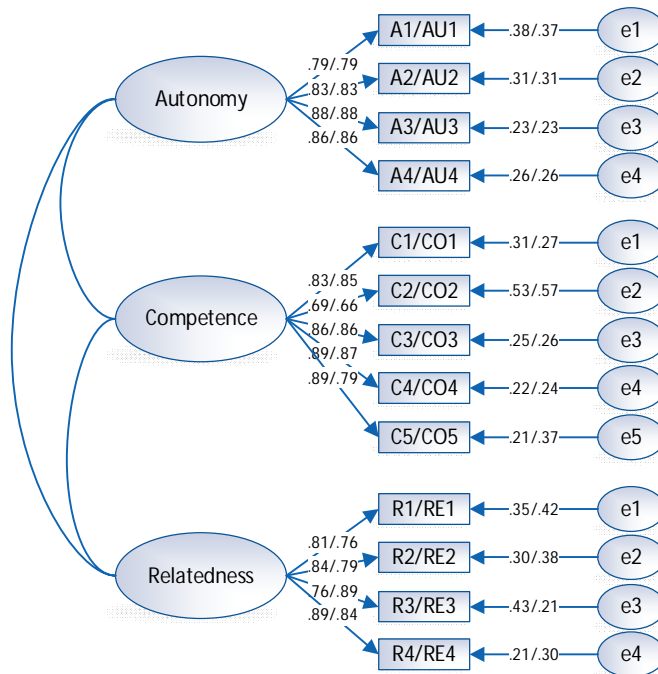 A1/AU1 .38/.37 e1
.79/.79
A2/AU2 .31/.31 e2
.83/.83
Autonomy
.88/.88
A3/AU3 .23/.23 e3
.86/.86
A4/AU4 .26/.26 e4
C1/CO1 .31/.27 e1
.83/.85
C2/CO2 .53/.57 e2
.69/.66
Competence
.86/.86
C3/CO3 .25/.26 e3
.89/.87
.89/.79
C4/CO4 .22/.24 e4
C5/CO5 .21/.37 e5
R1/RE1 .35/.42 e1
.81/.76
R2/RE2 .30/.38 e2
.84/.79
Relatedness
.76/.89
R3/RE3 .43/.21 e3
.89/.84
R4/RE4 .21/.30 e4